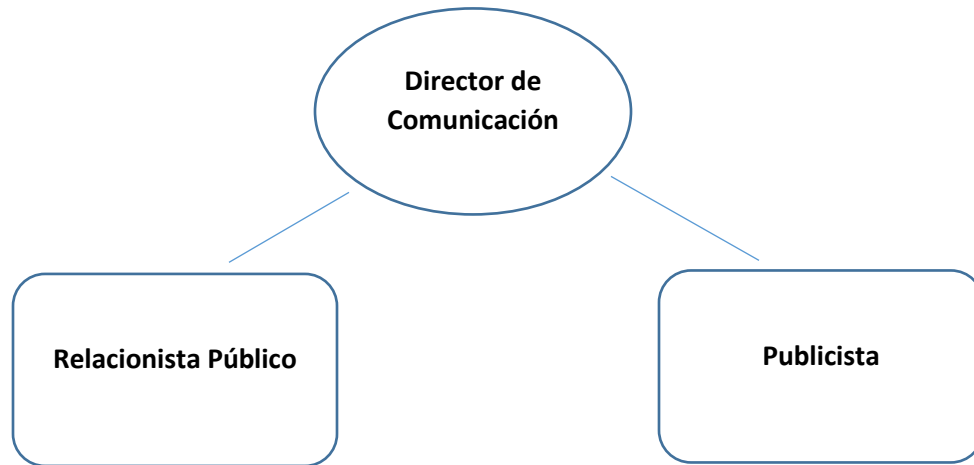 Director de
Comunicación
Relacionista Público
Publicista